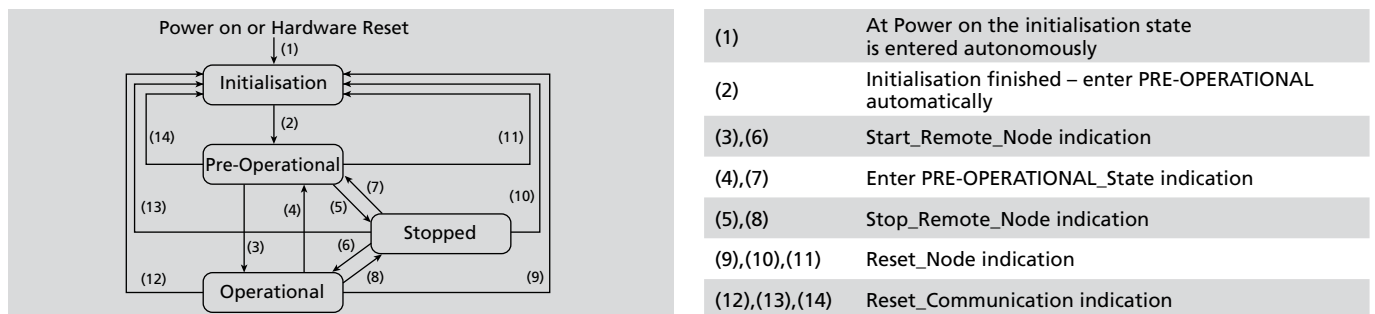 Power on or Hardware Reset
(1)
Initialisation
(2)
(14)
(11)
Pre-Operational
(7)
(10)
(13)
(4)
(5)
Stopped
(3)
(6)
(12)
(8)
(9)
Operational
(1) At Power on the initialisation state
is entered autonomously
(2) Initialisation finished – enter PRE-OPERATIONAL
automatically
(3),(6) Start_Remote_Node indication
(4),(7) Enter PRE-OPERATIONAL_State indication
(5),(8) Stop_Remote_Node indication
(9),(10),(11) Reset_Node indication
(12),(13),(14) Reset_Communication indication